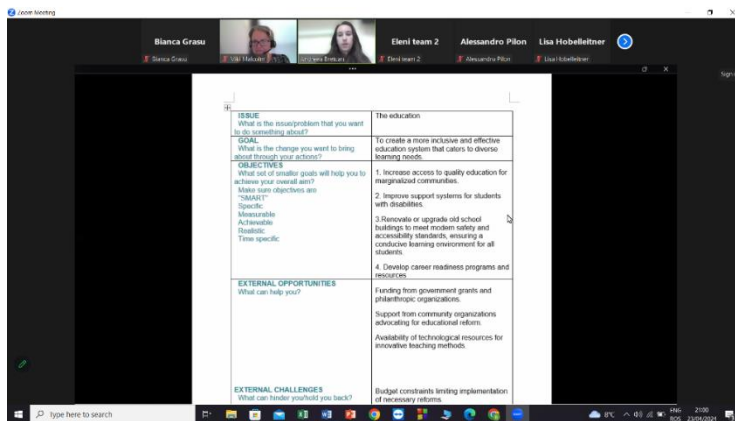 Zoom Meeting
Bianca Grasu
Eleni team 2
Alessandro Pilon
Lisa Hobelleitner
Bianca Grasu
Eleni team 2
Alessandro Pilon
Lisa Hobelleitner
Sign
ISSUE
What is the issue/problem that you want
to do something about?
The education
GOAL
What is the change you want to bring
about through your actions?
To create a more inclusive and effective
education system that caters to diverse
learning needs.
OBJECTIVES
What set of smaller goals will help you to
achieve your overall aim?
Make sure objectives are
"SMART"
Specific
Measurable
Achievable
Realistic
Time specific
1. Increase access to quality education for
marginalized communities.
2. Improve support systems for students
with disabilities.
3.Renovate or upgrade old school
buildings to meet modern safety and
accessibility standards, ensuring a
conducive learning environment for all
students.
4. Develop career readiness programs and
resources
EXTERNAL OPPORTUNITIES
What can help you?
Funding from government grants and
philanthropic organizations.
Support from community organizations
advocating for educational reform.
Availability of technological resources for
innovative teaching methods.
EXTERNAL CHALLENGES
What can hinder you/hold you back?
Budget constraints limiting implementation
of necessary reforms.
Type here to search
8°C
ENG
ROS
21:00
23/04/2024